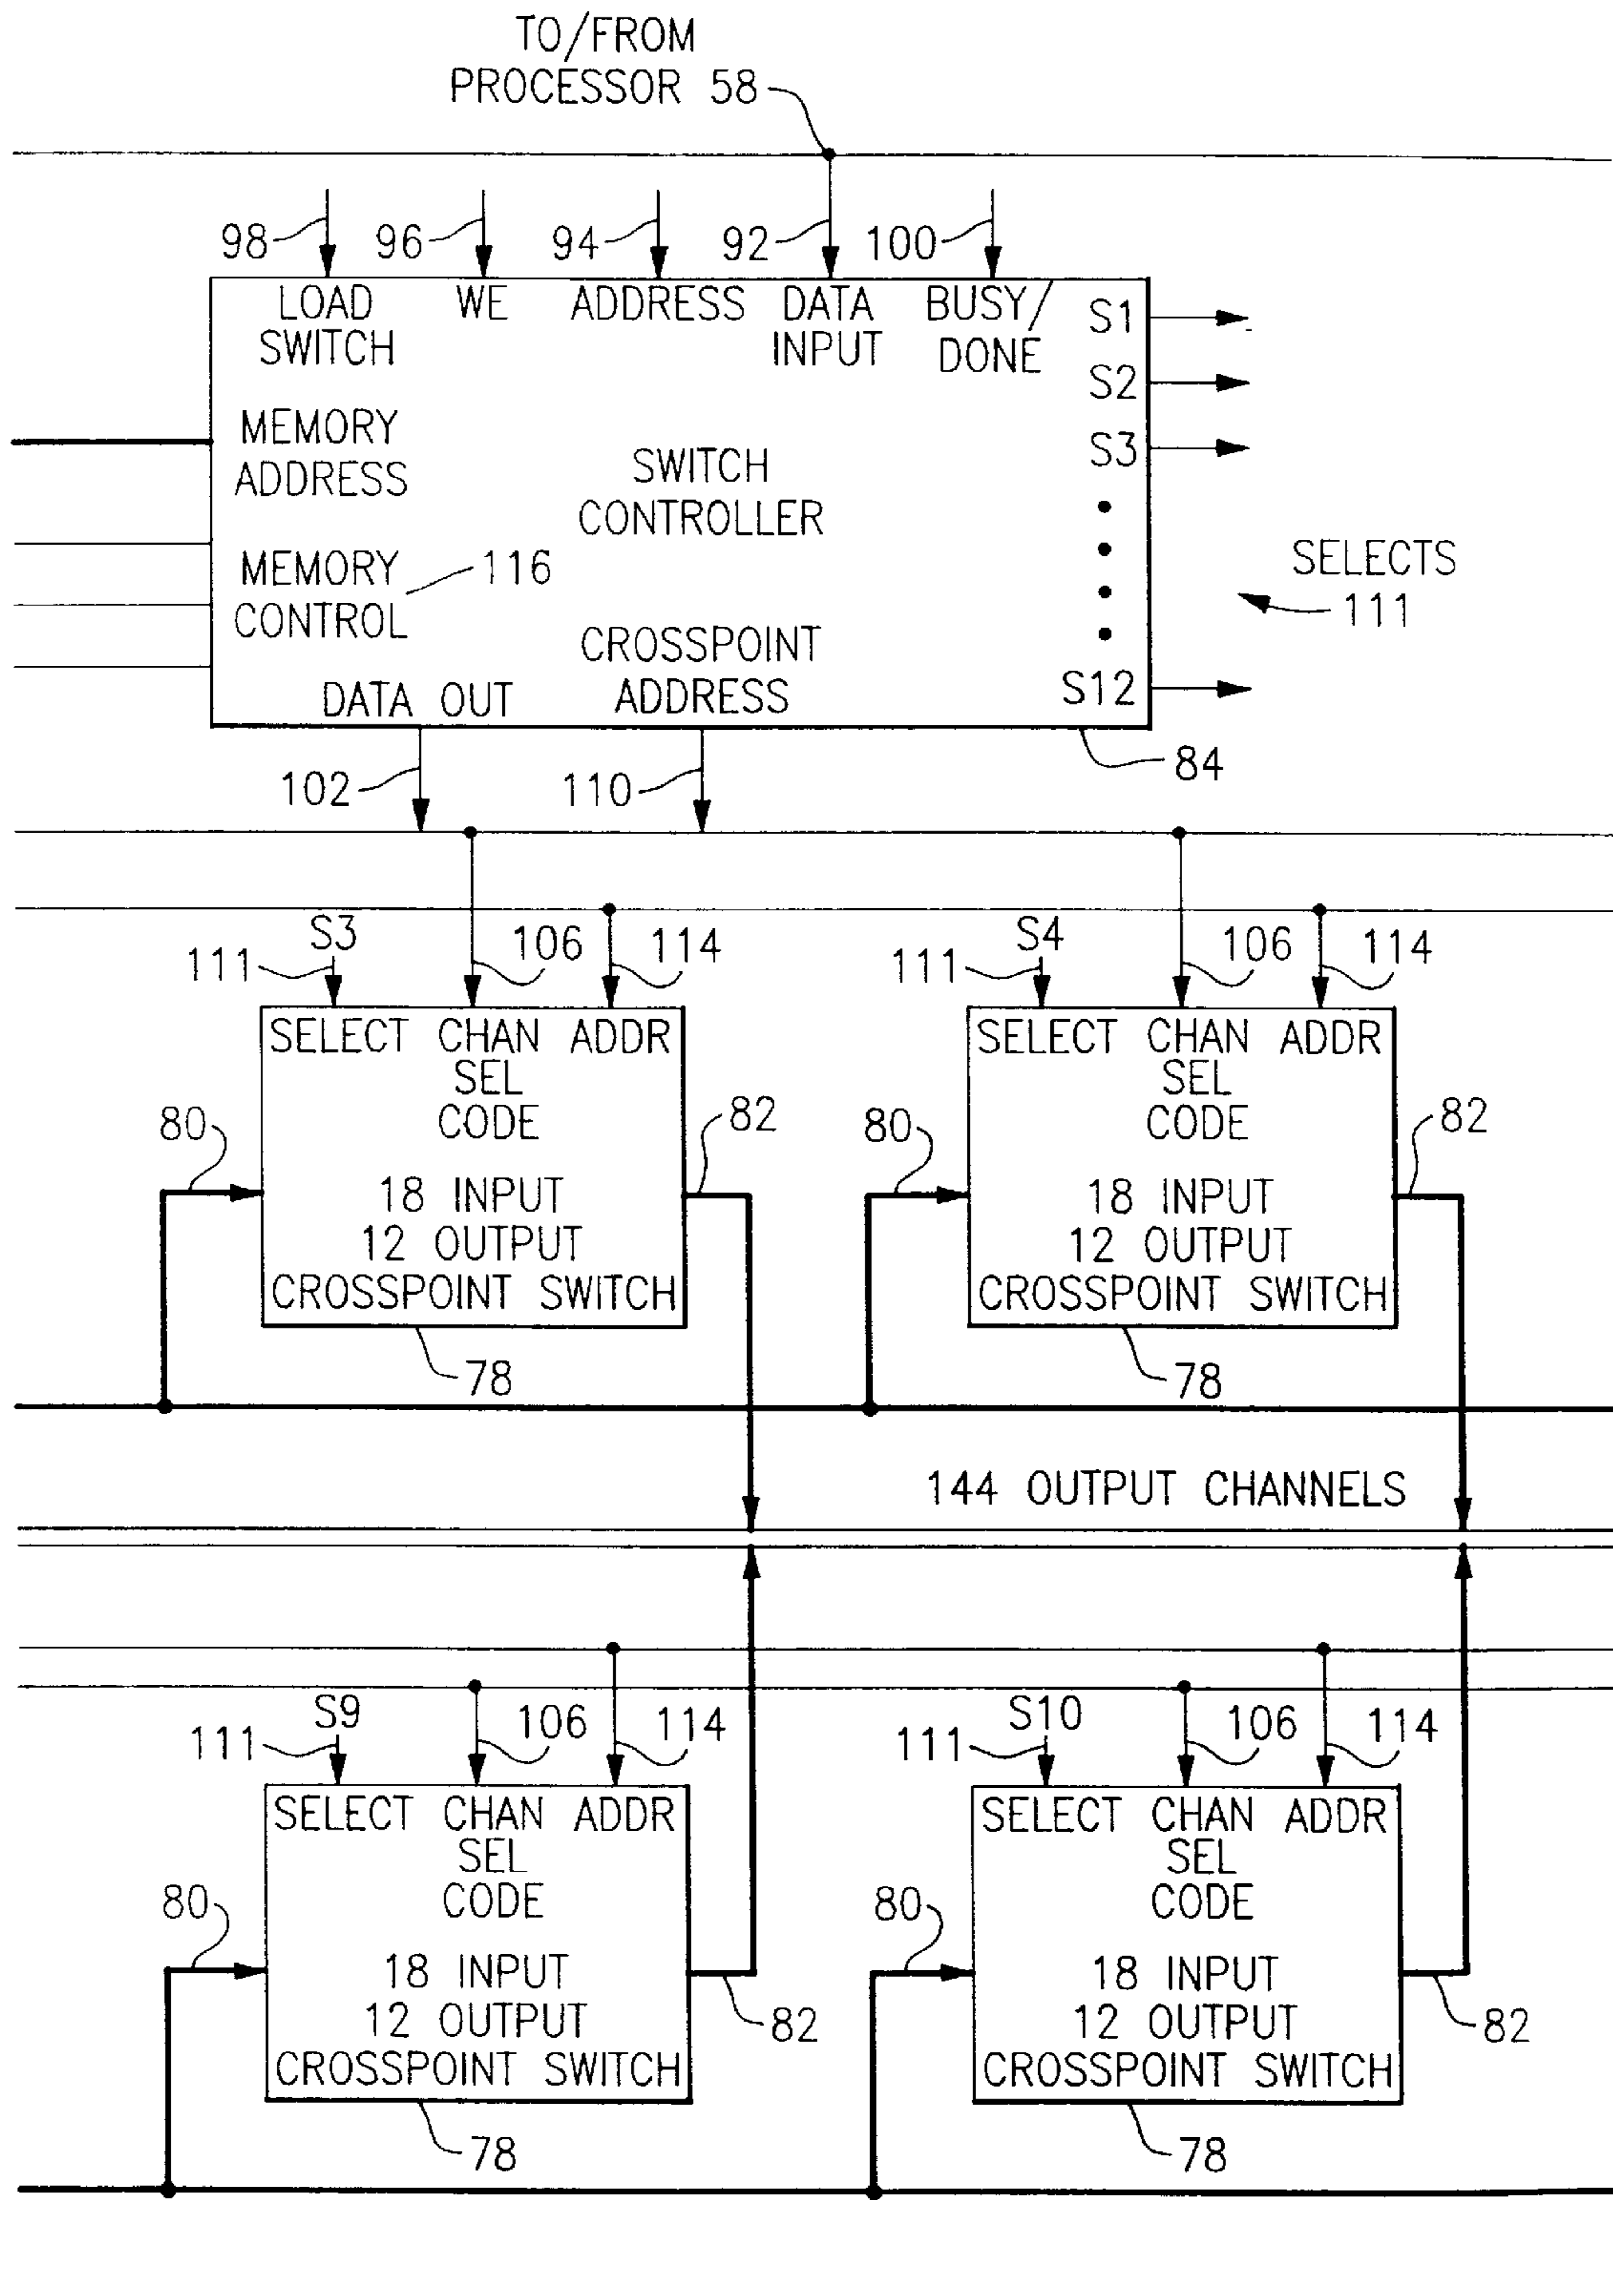 TO/FROM
PROCESSOR 58
98 96 94 92 100
LOAD SWITCH
WE
ADDRESS
DATA INPUT
BUSY/DONE
S1
S2
S3
S12
MEMORY
ADDRESS
SWITCH
CONTROLLER
MEMORY
CONTROL
116
SELECTS
111
CROSSPOINT
ADDRESS
DATA OUT
84
102
110
S3
111
106
114
S4
111
106
114
SELECT CHAN ADDR
SEL
CODE
80
82
18 INPUT
12 OUTPUT
CROSSPOINT SWITCH
78
SELECT CHAN ADDR
SEL
CODE
80
82
18 INPUT
12 OUTPUT
CROSSPOINT SWITCH
78
144 OUTPUT CHANNELS
S9
111
106
114
S10
111
106
114
SELECT CHAN ADDR
SEL
CODE
80
18 INPUT
12 OUTPUT
82
CROSSPOINT SWITCH
78
SELECT CHAN ADDR
SEL
CODE
80
18 INPUT
12 OUTPUT
82
CROSSPOINT SWITCH
78